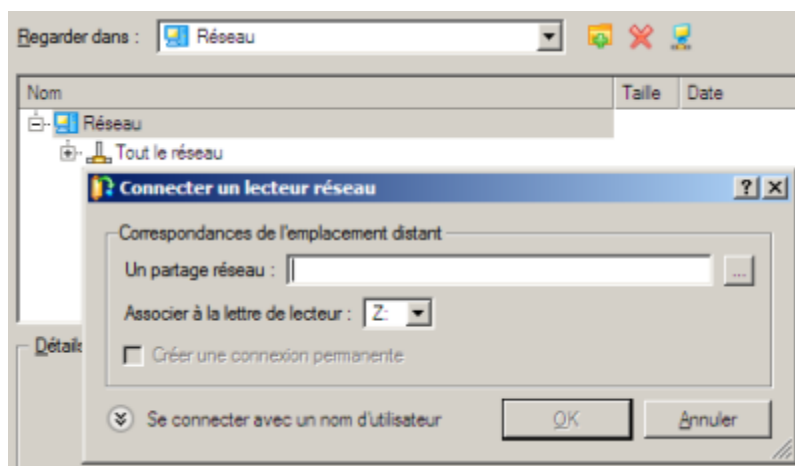 Regarder dans : Réseau
Nom Taille Date
Réseau
Tout le réseau
Connecter un lecteur réseau
Correspondances de l'emplacement distant
Un partage réseau : ...
Associer à la lettre de lecteur : Z:
Détails
Créer une connexion permanente
Se connecter avec un nom d'utilisateur OK Annuler